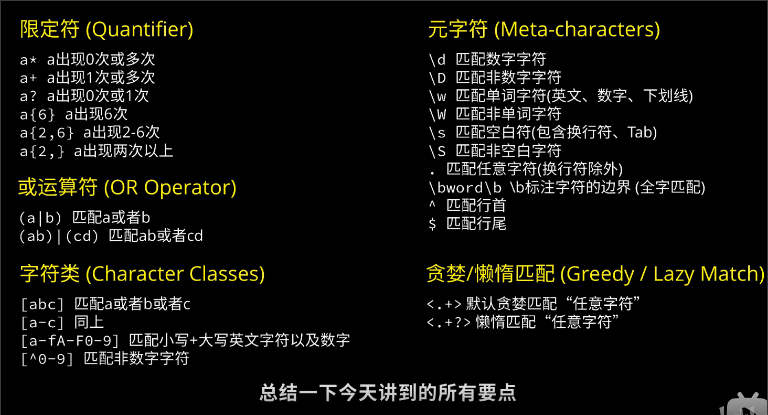 限定符 (Quantifier)
a* a出现0次或多次
a+ a出现1次或多次
a? a出现0次或1次
a{6} a出现6次
a{2,6} a出现2-6次
a{2,} a出现两次以上
或运算符 (OR Operator)
(a|b) 匹配a或者b
(ab)|(cd) 匹配ab或者cd
字符类 (Character Classes)
[abc] 匹配a或者b或者c
[a-c] 同上
[a-fA-F0-9] 匹配小写+大写英文字符以及数字
[^0-9] 匹配非数字字符
元字符 (Meta-characters)
\d 匹配数字字符
\D 匹配非数字字符
\w 匹配单词字符(英文、数字、下划线)
\W 匹配非单词字符
\s 匹配空白符(包含换行符、Tab)
\S 匹配非空白字符
. 匹配任意字符(换行符除外)
\bword\b \b标注字符的边界 (全字匹配)
^ 匹配行首
$ 匹配行尾
贪婪/懒惰匹配 (Greedy / Lazy Match)
<.+> 默认贪婪匹配“任意字符”
<.+?> 懒惰匹配“任意字符”
总结一下今天讲到的所有要点